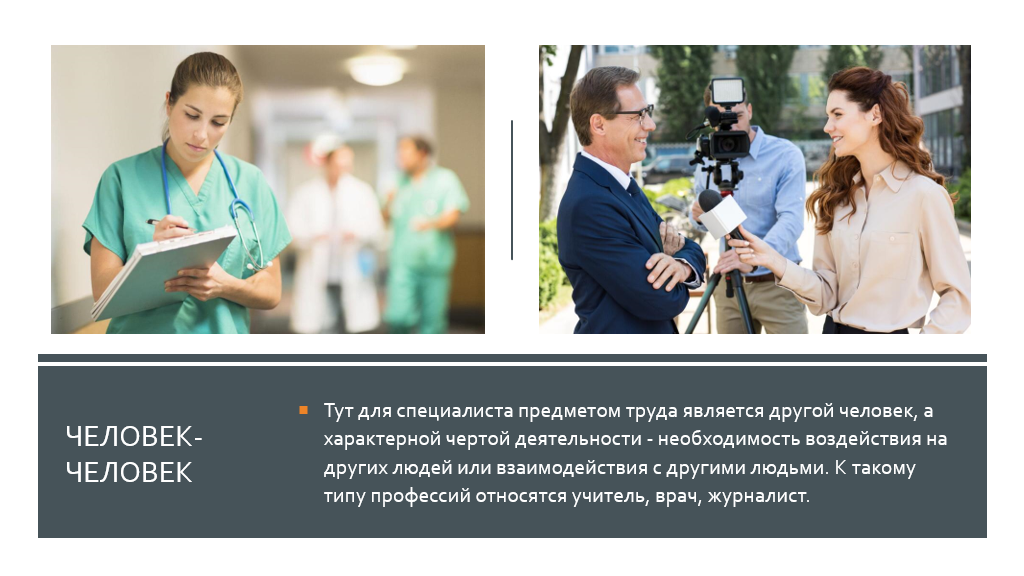 ЧЕЛОВЕК-
ЧЕЛОВЕК
Тут для специалиста предметом труда является другой человек, а
характерной чертой деятельности - необходимость воздействия на
других людей или взаимодействия с другими людьми. К такому
типу профессий относятся учитель, врач, журналист.